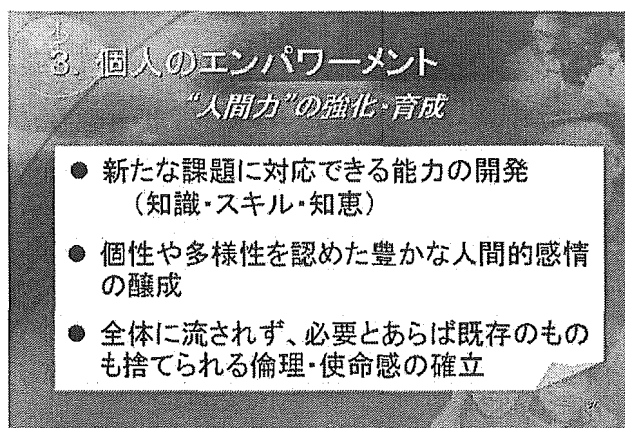 3. 個人のエンパワーメント
“人間力”の強化・育成
● 新たな課題に対応できる能力の開発
（知識・スキル・知恵）
● 個性や多様性を認めた豊かな人間的感情
の醸成
● 全体に流されず、必要とあらば既存のもの
も捨てられる倫理・使命感の確立